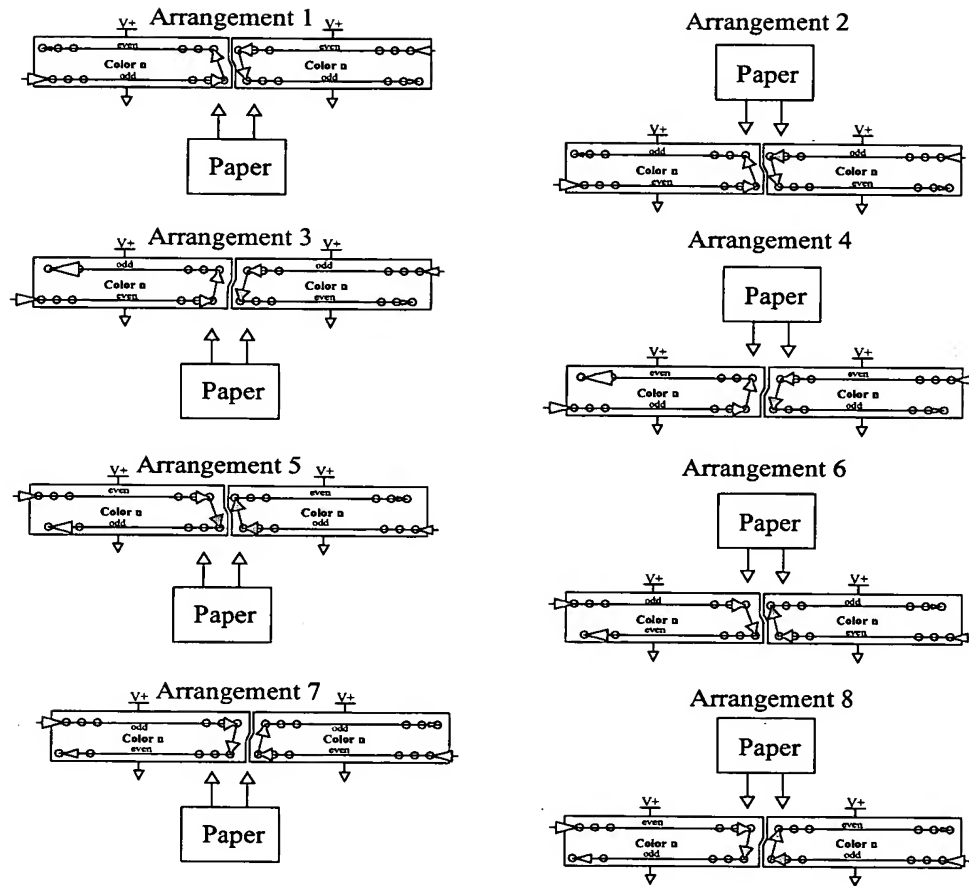 Arrangement 1
V+ V+
even even
Color n Color n
odd odd
Paper
Arrangement 2
Paper
V+ V+
odd odd
Color n Color n
even even
Arrangement 3
V+ V+
odd odd
Color n Color n
even even
Paper
Arrangement 4
Paper
V+ V+
even even
Color n Color n
odd odd
Arrangement 5
V+ V+
even even
Color n Color n
odd odd
Paper
Arrangement 6
Paper
V+ V+
odd odd
Color n Color n
even even
Arrangement 7
V+ V+
odd odd
Color n Color n
even even
Paper
Arrangement 8
Paper
V+ V+
even even
Color n Color n
odd odd